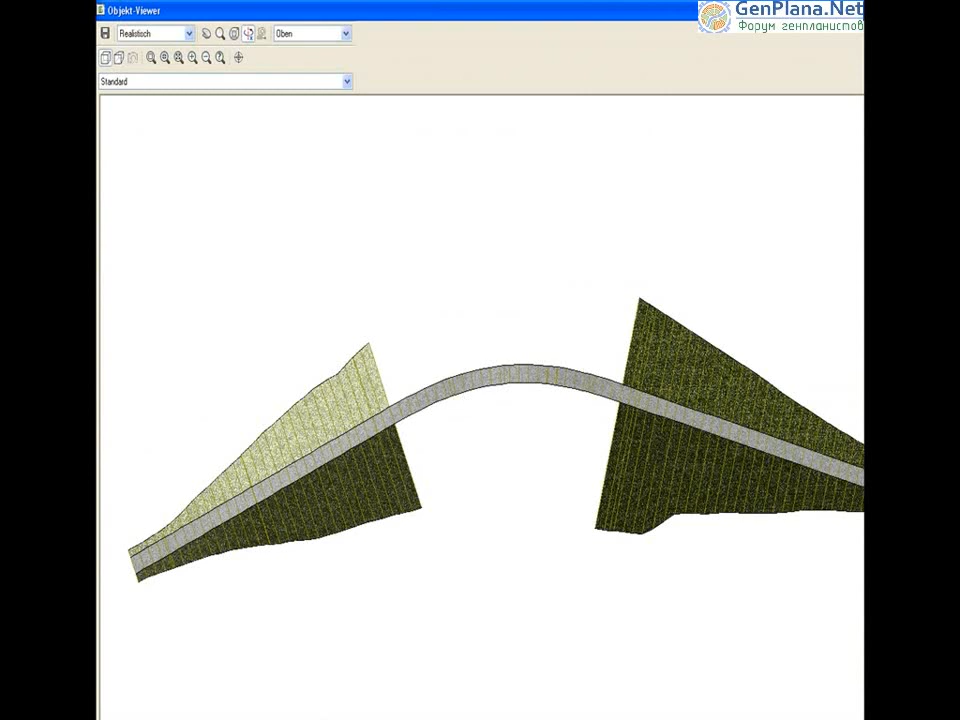 Objekt-Viewer
GenPlana.Net
Форум генпланистов
Realistisch
Oben
Standard